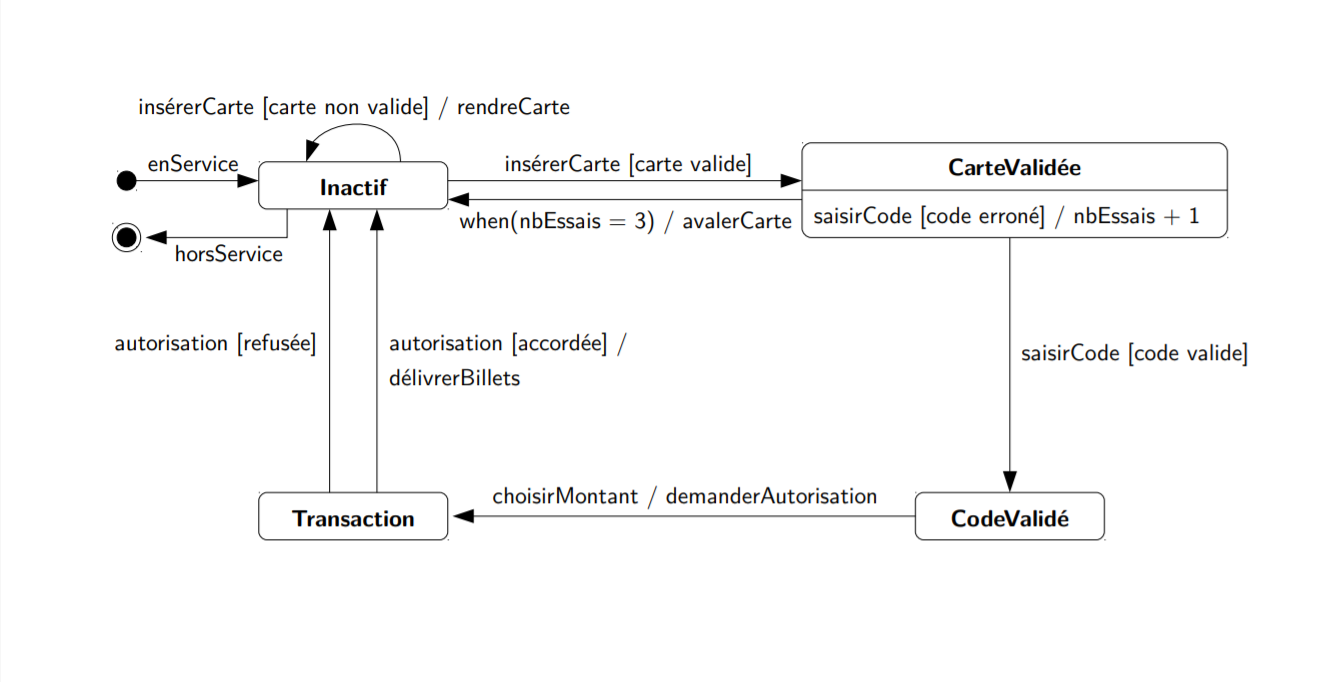 insérerCarte [carte non valide] / rendreCarte
enService
Inactif
insérerCarte [carte valide]
CarteValidée
when(nbEssais = 3) / avalerCarte
saisirCode [code erroné] / nbEssais + 1
horsService
autorisation [refusée]
autorisation [accordée] /
délivrerBillets
saisirCode [code valide]
choisirMontant / demanderAutorisation
Transaction
CodeValidé